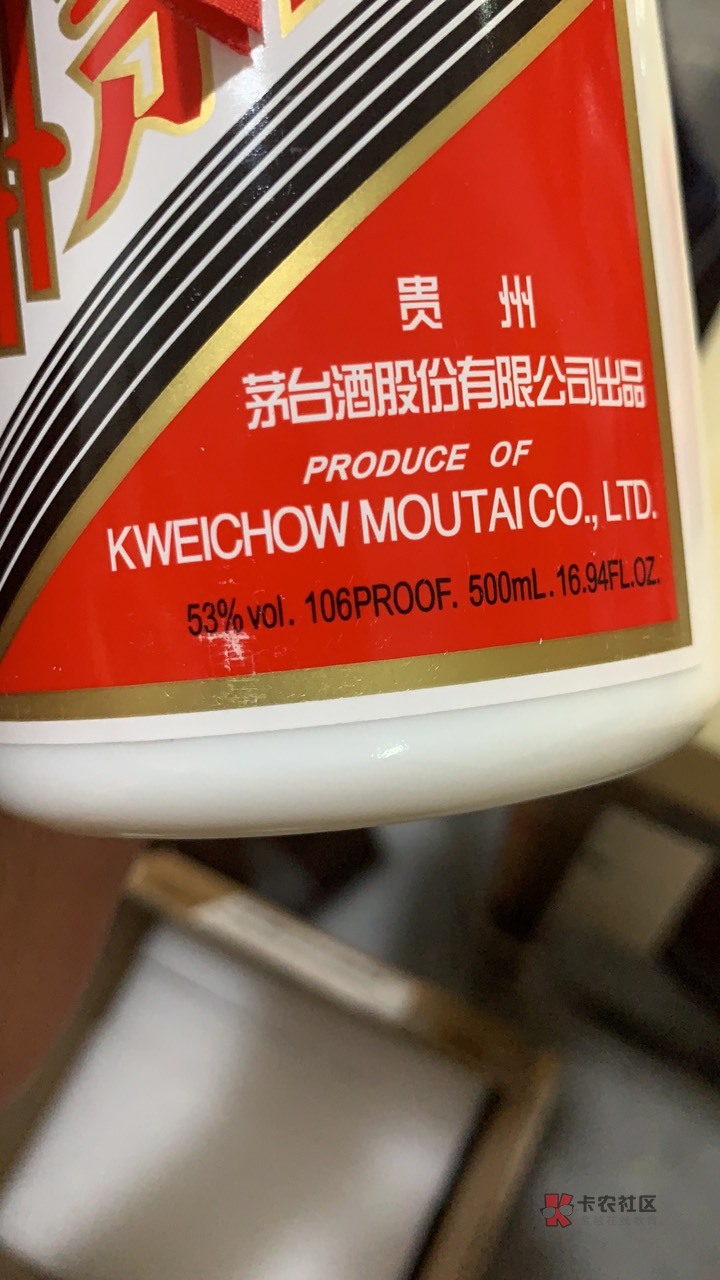 茅
贵 州
茅台酒股份有限公司出品
PRODUCE OF
KWEICHOW MOUTAI CO., LTD.
53% vol. 106PROOF. 500mL. 16.94FL.OZ.
卡农社区